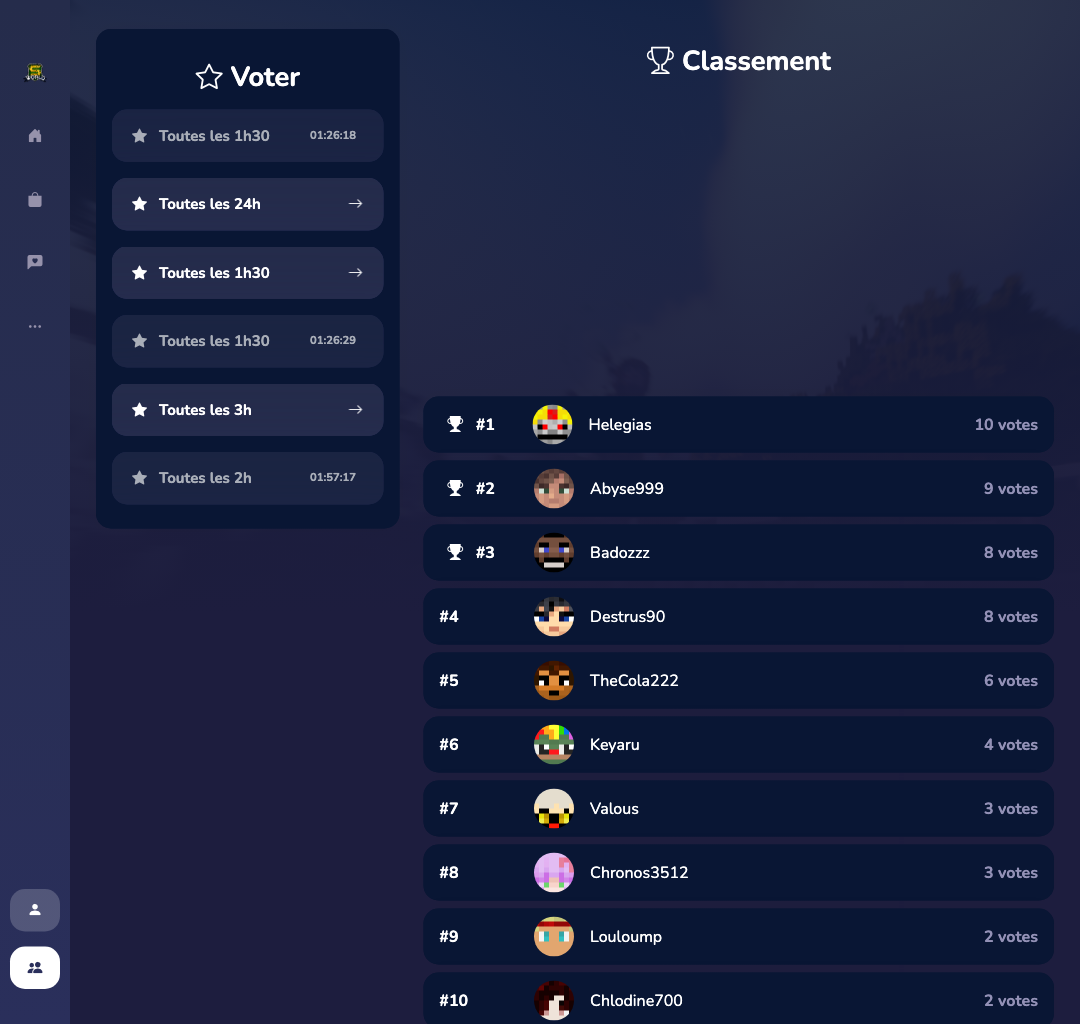 Voter
Toutes les 1h30 01:26:18
Toutes les 24h
Toutes les 1h30
Toutes les 1h30 01:26:29
Toutes les 3h
Toutes les 2h 01:57:17
Classement
#1 Helegias 10 votes
#2 Abyse999 9 votes
#3 Badozzz 8 votes
#4 Destrus90 8 votes
#5 TheCola222 6 votes
#6 Keyaru 4 votes
#7 Valous 3 votes
#8 Chronos3512 3 votes
#9 Louloump 2 votes
#10 Chlodine700 2 votes